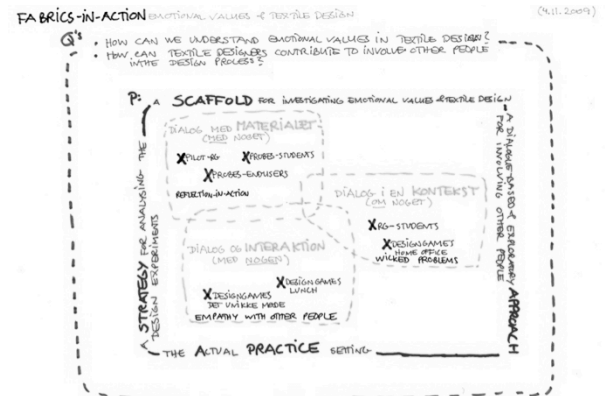 FABRICS-IN-ACTION EMOTIONAL VALUES & TEXTILE DESIGN
(4.11.2009)
Q's • HOW CAN WE UNDERSTAND EMOTIONAL VALUES IN TEXTILE DESIGN?
• HOW CAN TEXTILE DESIGNERS CONTRIBUTE TO INVOLVE OTHER PEOPLE
IN THE DESIGN PROCESS?
P: A SCAFFOLD FOR INVESTIGATING EMOTIONAL VALUES & TEXTILE DESIGN
DIALOG MED MATERIALET
(MED NOGET)
X PILOT-RG X PROBES-STUDENTS
X PROBES-ENDUSERS
REFLECTION-IN-ACTION
DIALOG I EN KONTEKST
(OM NOGET)
X RG-STUDENTS
X DESIGNGAMES
HOME OFFICE
WICKED PROBLEMS
DIALOG OG INTERAKTION
(MED NOGEN)
X DESIGNGAMES
LUNCH
X DESIGNGAMES
DET UNIKKE MØDE
EMPATHY WITH OTHER PEOPLE
A STRATEGY FOR ANALYSING THE
DESIGN EXPERIMENTS
A DIALOGUE-BASED & EXPLORATORY APPROACH
FOR INVOLVING OTHER PEOPLE
THE ACTUAL PRACTICE SETTING